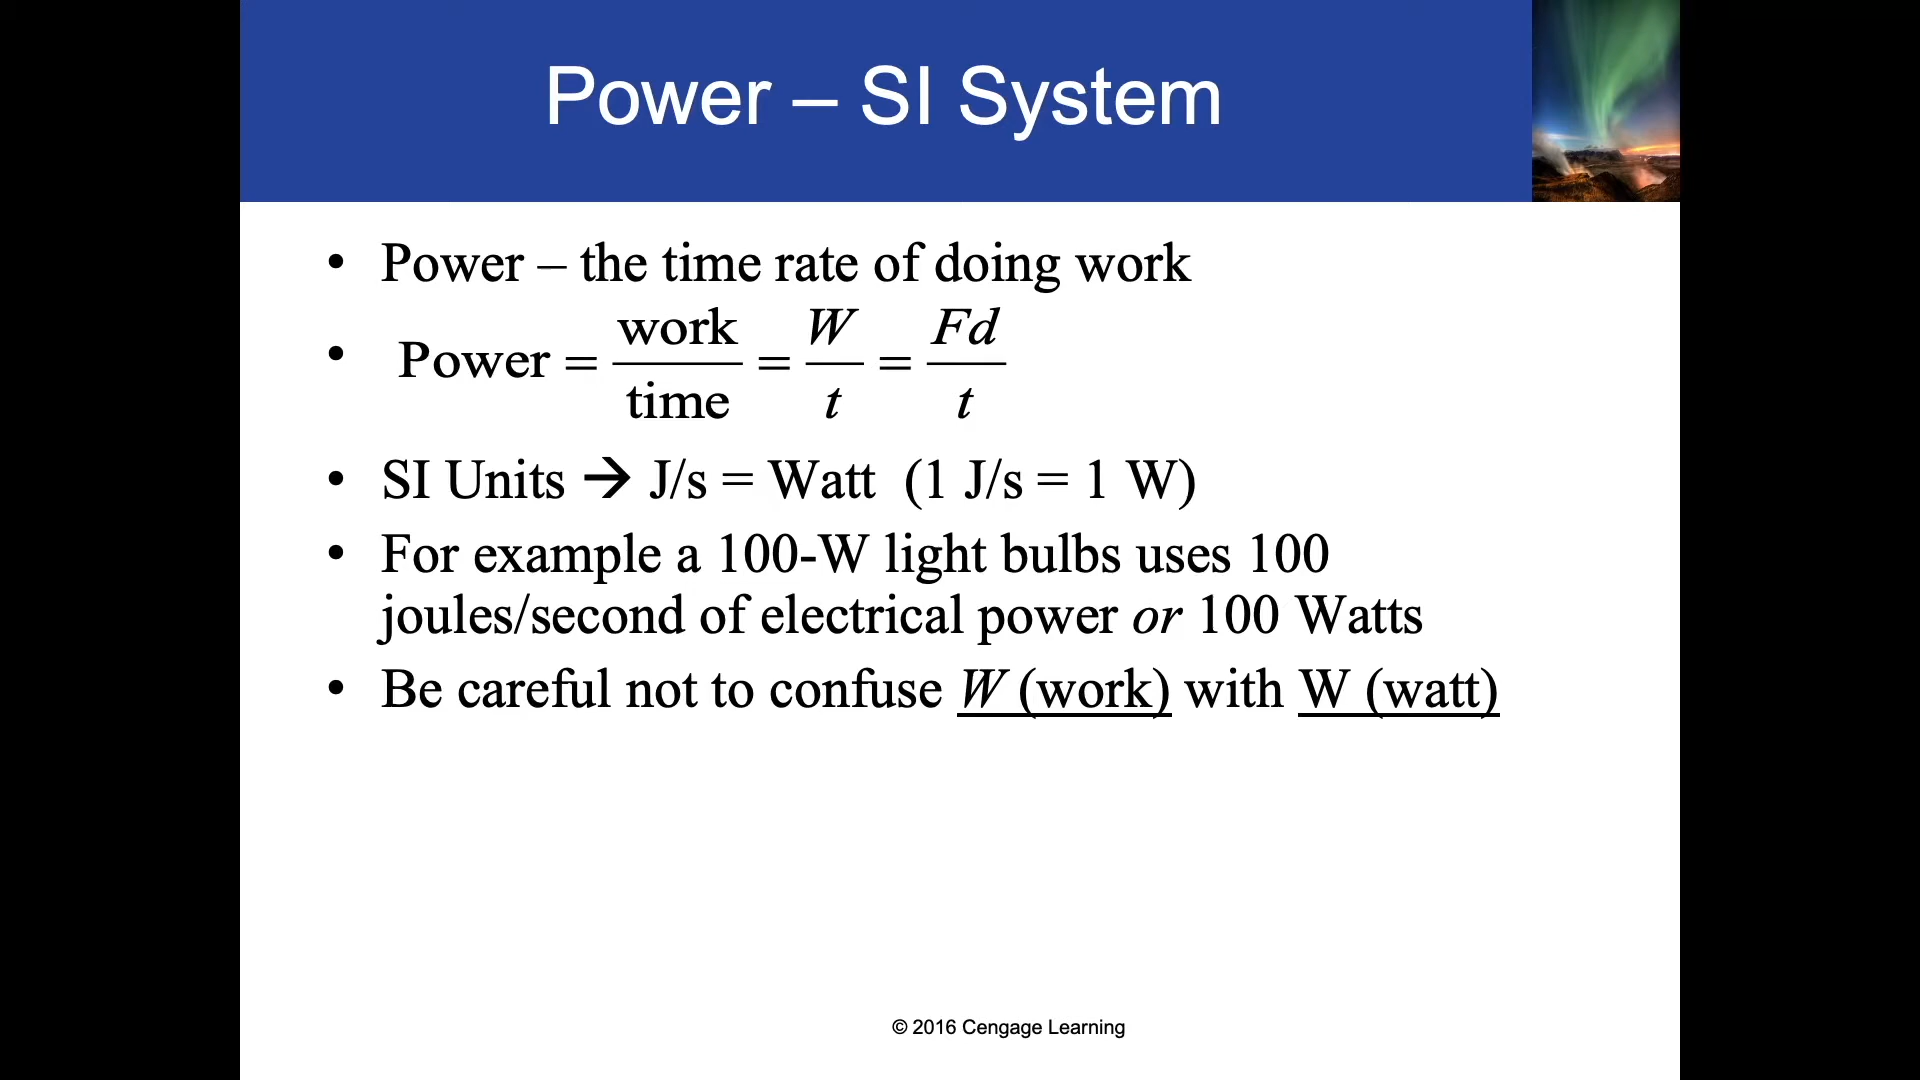 Power – SI System
• Power – the time rate of doing work
• Power = work/time = W/t = Fd/t
• SI Units → J/s = Watt (1 J/s = 1 W)
• For example a 100-W light bulbs uses 100
joules/second of electrical power or 100 Watts
• Be careful not to confuse W (work) with W (watt)
© 2016 Cengage Learning